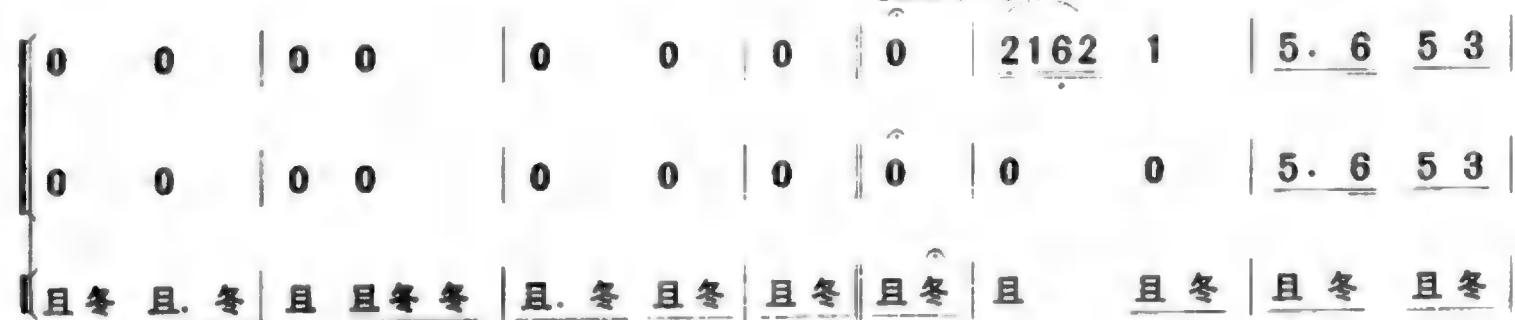 0 0 | 0 0 | 0 0 | 0 || 0 | 2162 1 | 5. 6 5 3 |
0 0 | 0 0 | 0 0 | 0 || 0 | 0 0 | 5. 6 5 3 |
且冬 且. 冬 | 且 且冬冬 | 且. 冬 且冬 | 且冬 || 且冬 | 且 且冬 | 且冬 且冬 |